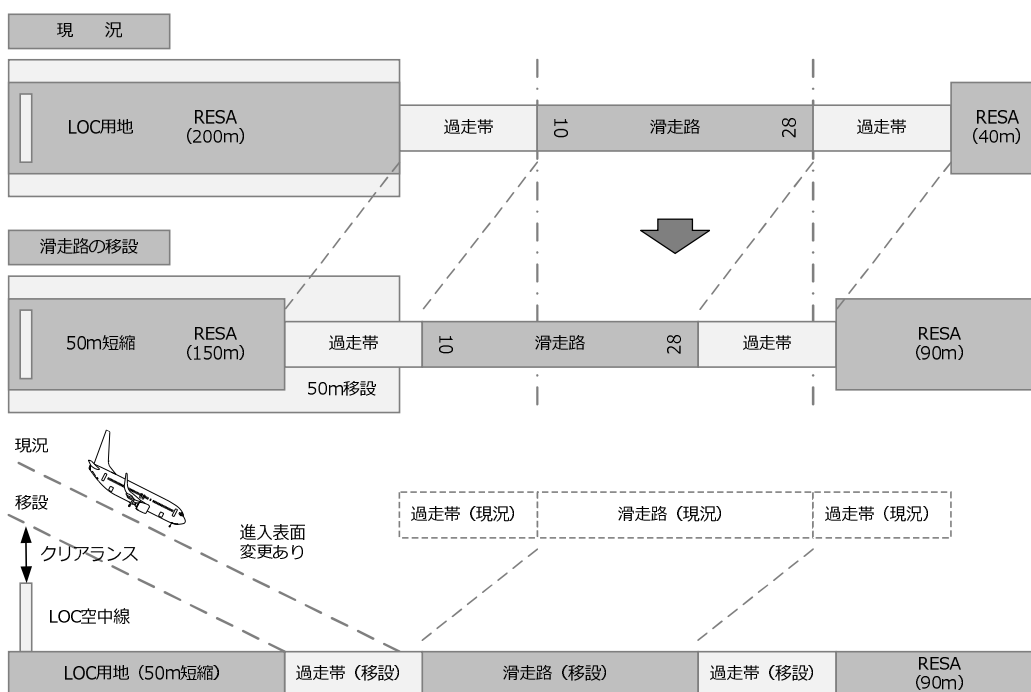 現　況
LOC用地
RESA
(200m)
過走帯
10
滑走路
28
過走帯
RESA
(40m)
滑走路の移設
50m短縮
RESA
(150m)
過走帯
10
滑走路
28
過走帯
RESA
(90m)
50m移設
現況
移設
クリアランス
進入表面
変更あり
過走帯（現況）
滑走路（現況）
過走帯（現況）
LOC空中線
LOC用地（50m短縮）
過走帯（移設）
滑走路（移設）
過走帯（移設）
RESA
(90m)